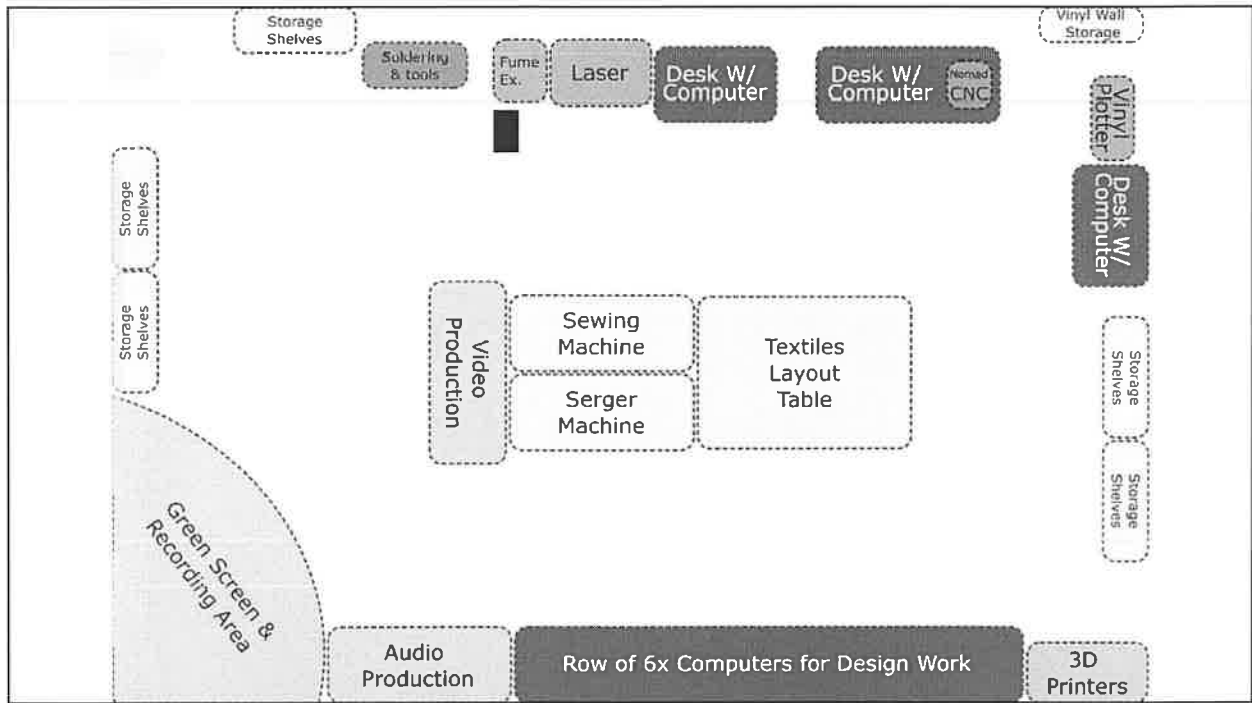 Storage
Shelves
Vinyl Wall
Storage
Soldering
& tools
Fume
Ex.
Laser
Desk W/
Computer
Desk W/
Computer
Nomad
CNC
Vinyl
Plotter
Desk W/
Computer
Storage
Shelves
Storage
Shelves
Video
Production
Sewing
Machine
Serger
Machine
Textiles
Layout
Table
Storage
Shelves
Storage
Shelves
Green Screen &
Recording Area
Audio
Production
Row of 6x Computers for Design Work
3D
Printers